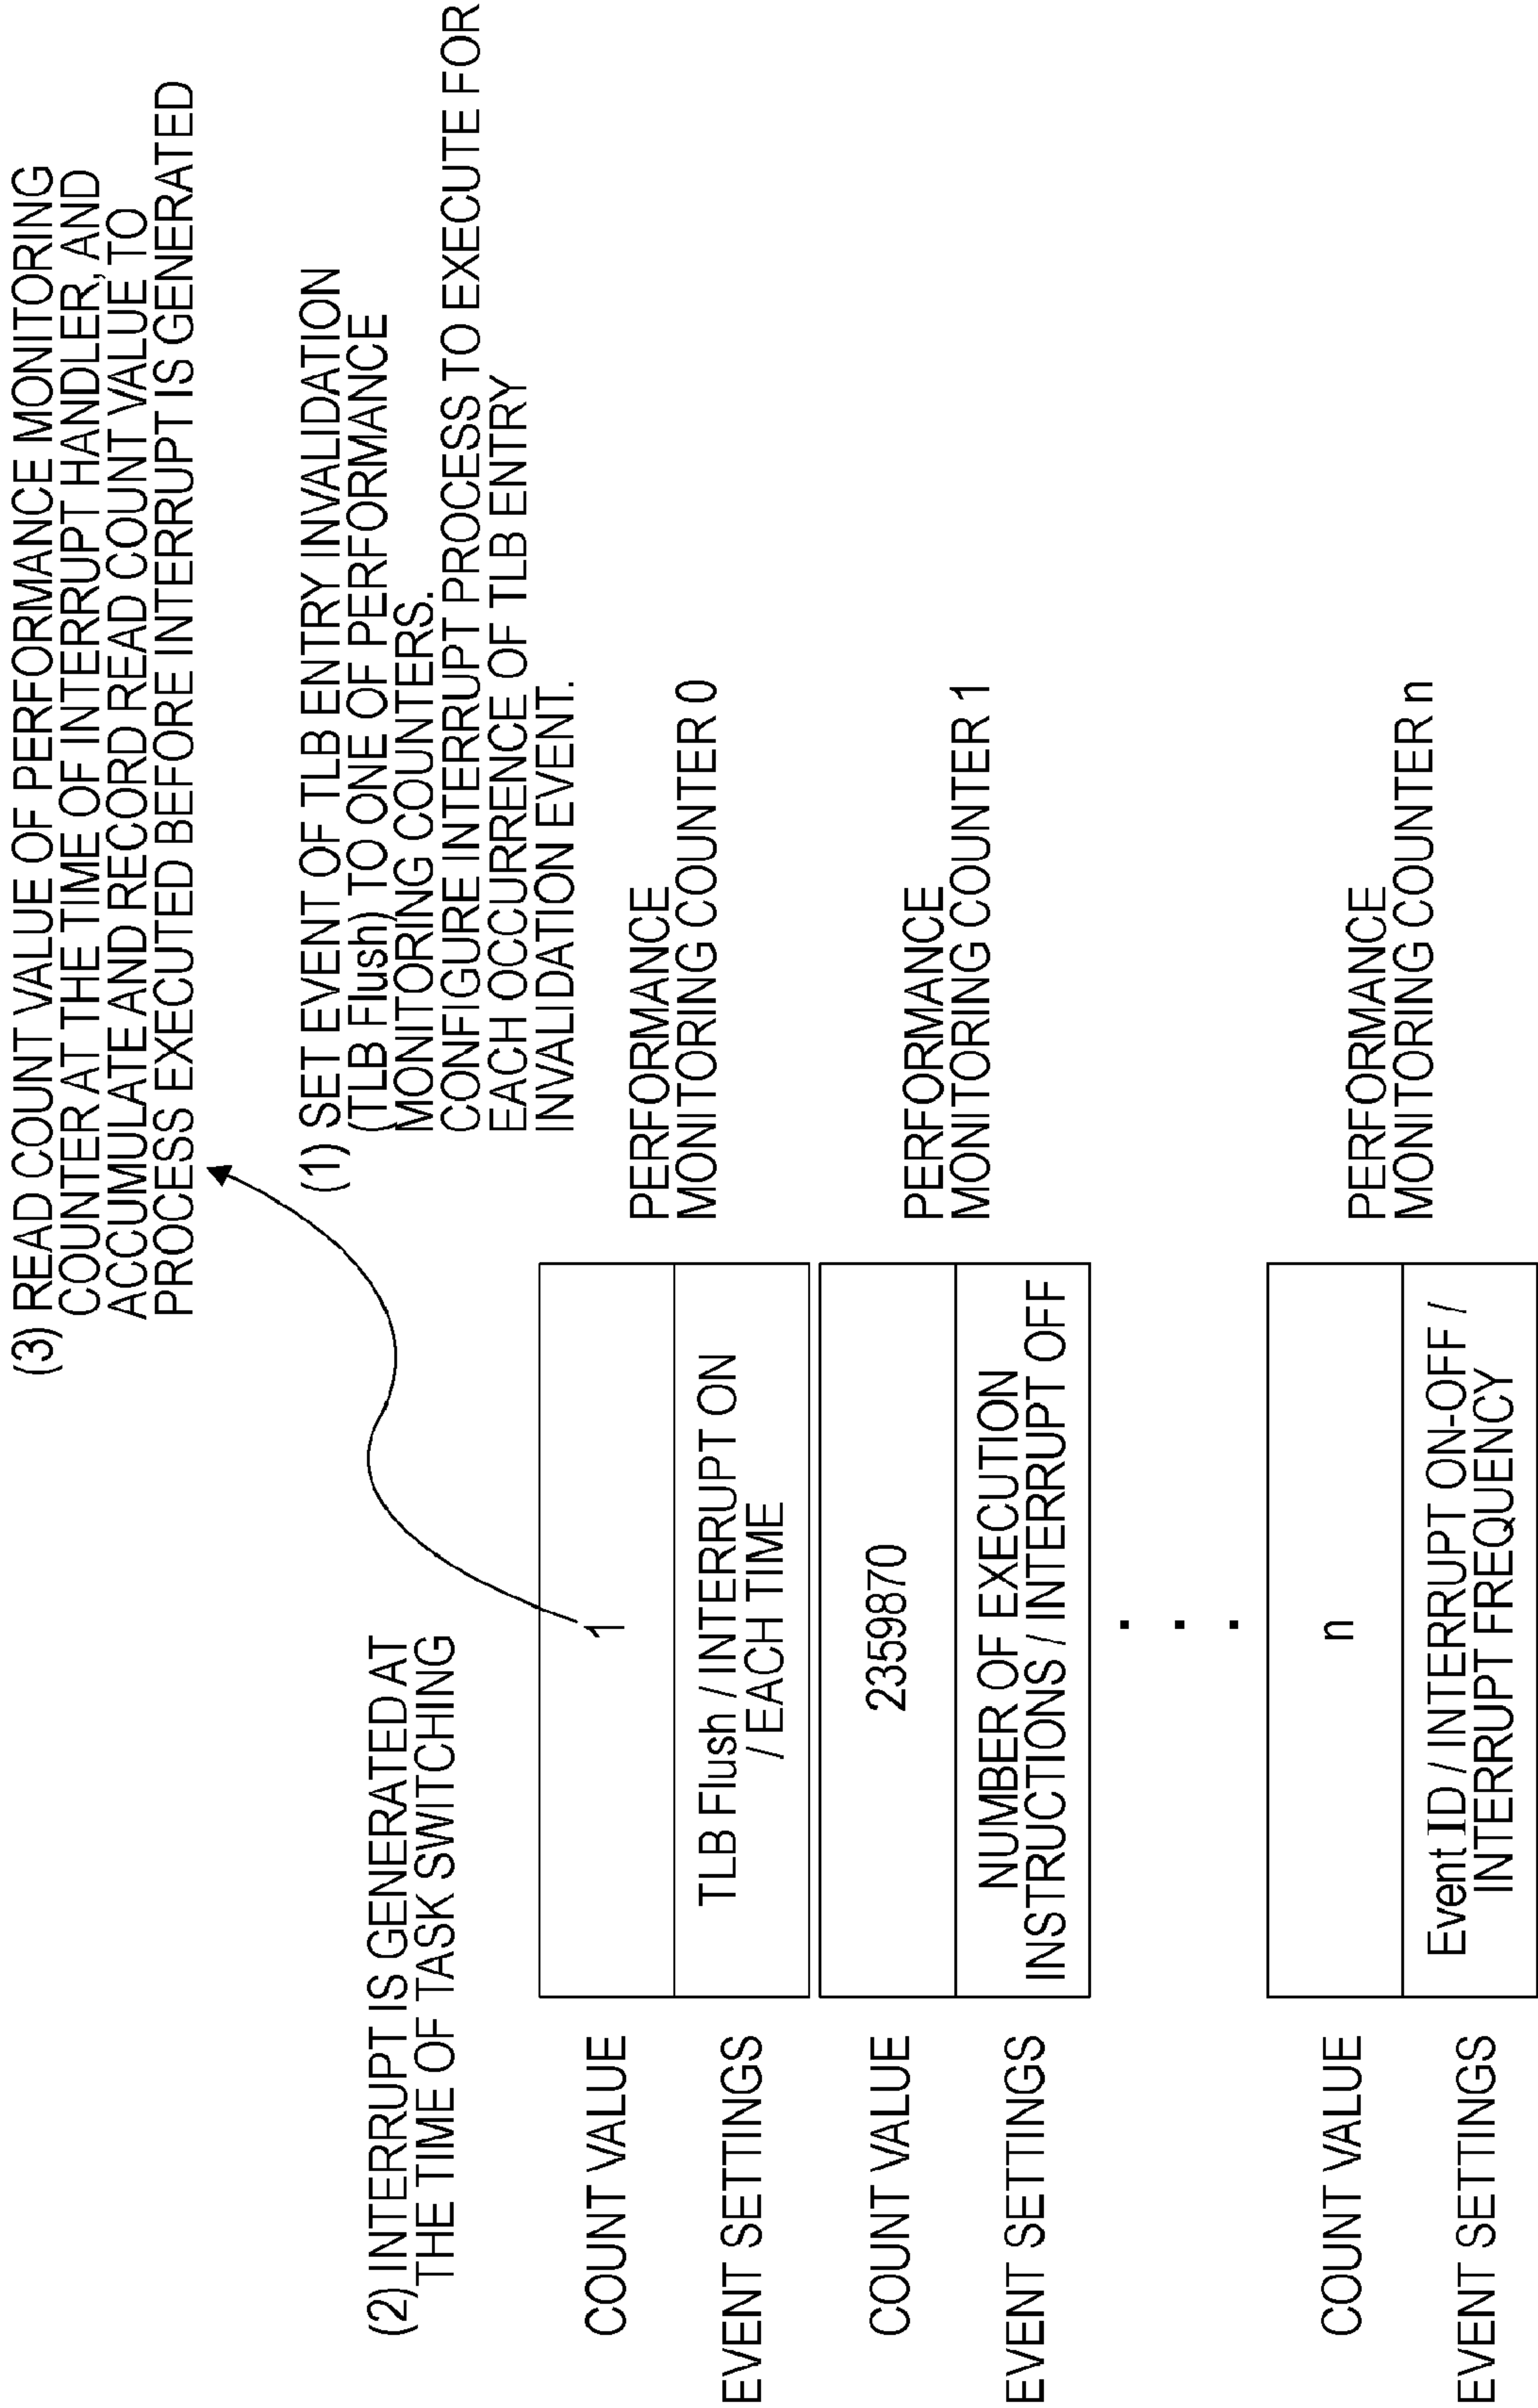 (3) READ COUNT VALUE OF PERFORMANCE MONITORING
COUNTER AT THE TIME OF INTERRUPT HANDLER, AND
ACCUMULATE AND RECORD READ COUNT VALUE TO
PROCESS EXECUTED BEFORE INTERRUPT IS GENERATED
(1) SET EVENT OF TLB ENTRY INVALIDATION
(TLB Flush) TO ONE OF PERFORMANCE
MONITORING COUNTERS.
CONFIGURE INTERRUPT PROCESS TO EXECUTE FOR
EACH OCCURRENCE OF TLB ENTRY
INVALIDATION EVENT.
(2) INTERRUPT IS GENERATED AT
THE TIME OF TASK SWITCHING
COUNT VALUE
1
PERFORMANCE
MONITORING COUNTER 0
EVENT SETTINGS
TLB Flush / INTERRUPT ON
/ EACH TIME
COUNT VALUE
2359870
PERFORMANCE
MONITORING COUNTER 1
EVENT SETTINGS
NUMBER OF EXECUTION
INSTRUCTIONS / INTERRUPT OFF
COUNT VALUE
n
PERFORMANCE
MONITORING COUNTER n
EVENT SETTINGS
Event ID / INTERRUPT ON-OFF /
INTERRUPT FREQUENCY